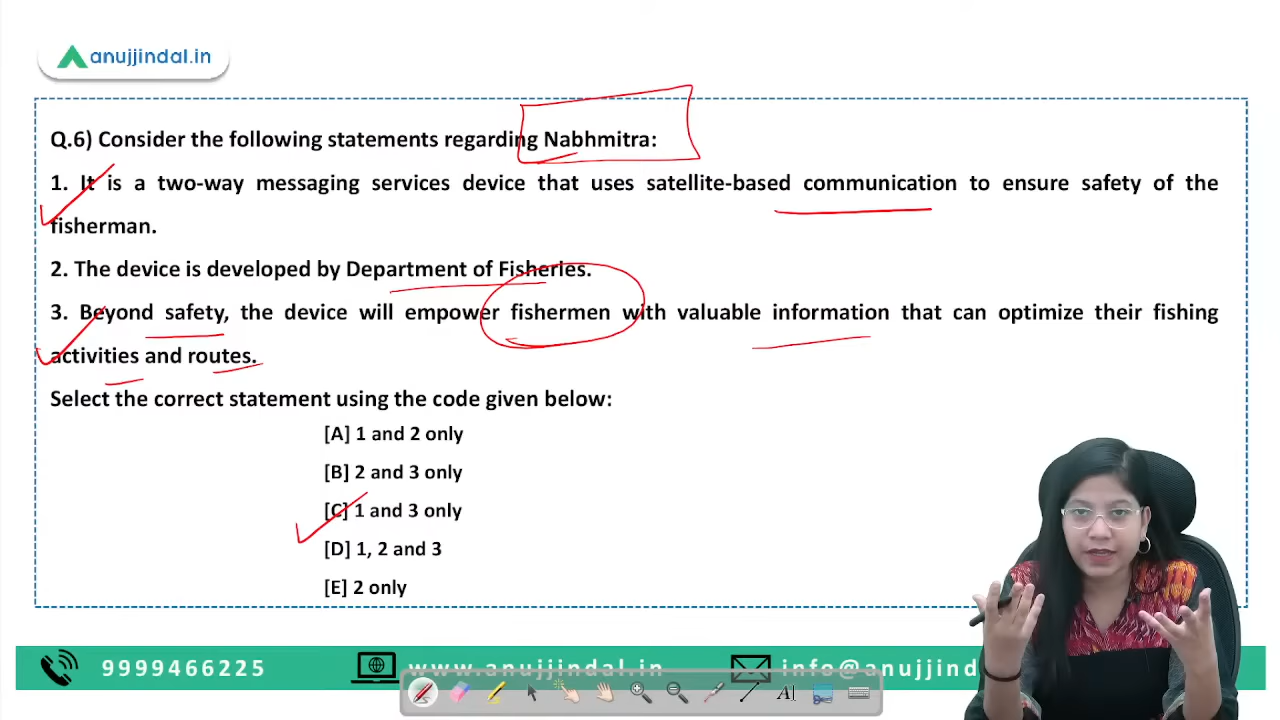 anujjindal.in
Q.6) Consider the following statements regarding Nabhmitra:
1. It is a two-way messaging services device that uses satellite-based communication to ensure safety of the
fisherman.
2. The device is developed by Department of Fisheries.
3. Beyond safety, the device will empower fishermen with valuable information that can optimize their fishing
activities and routes.
Select the correct statement using the code given below:
[A] 1 and 2 only
[B] 2 and 3 only
[C] 1 and 3 only
[D] 1, 2 and 3
[E] 2 only
9999466225 www.anujjindal.in info@anujjind